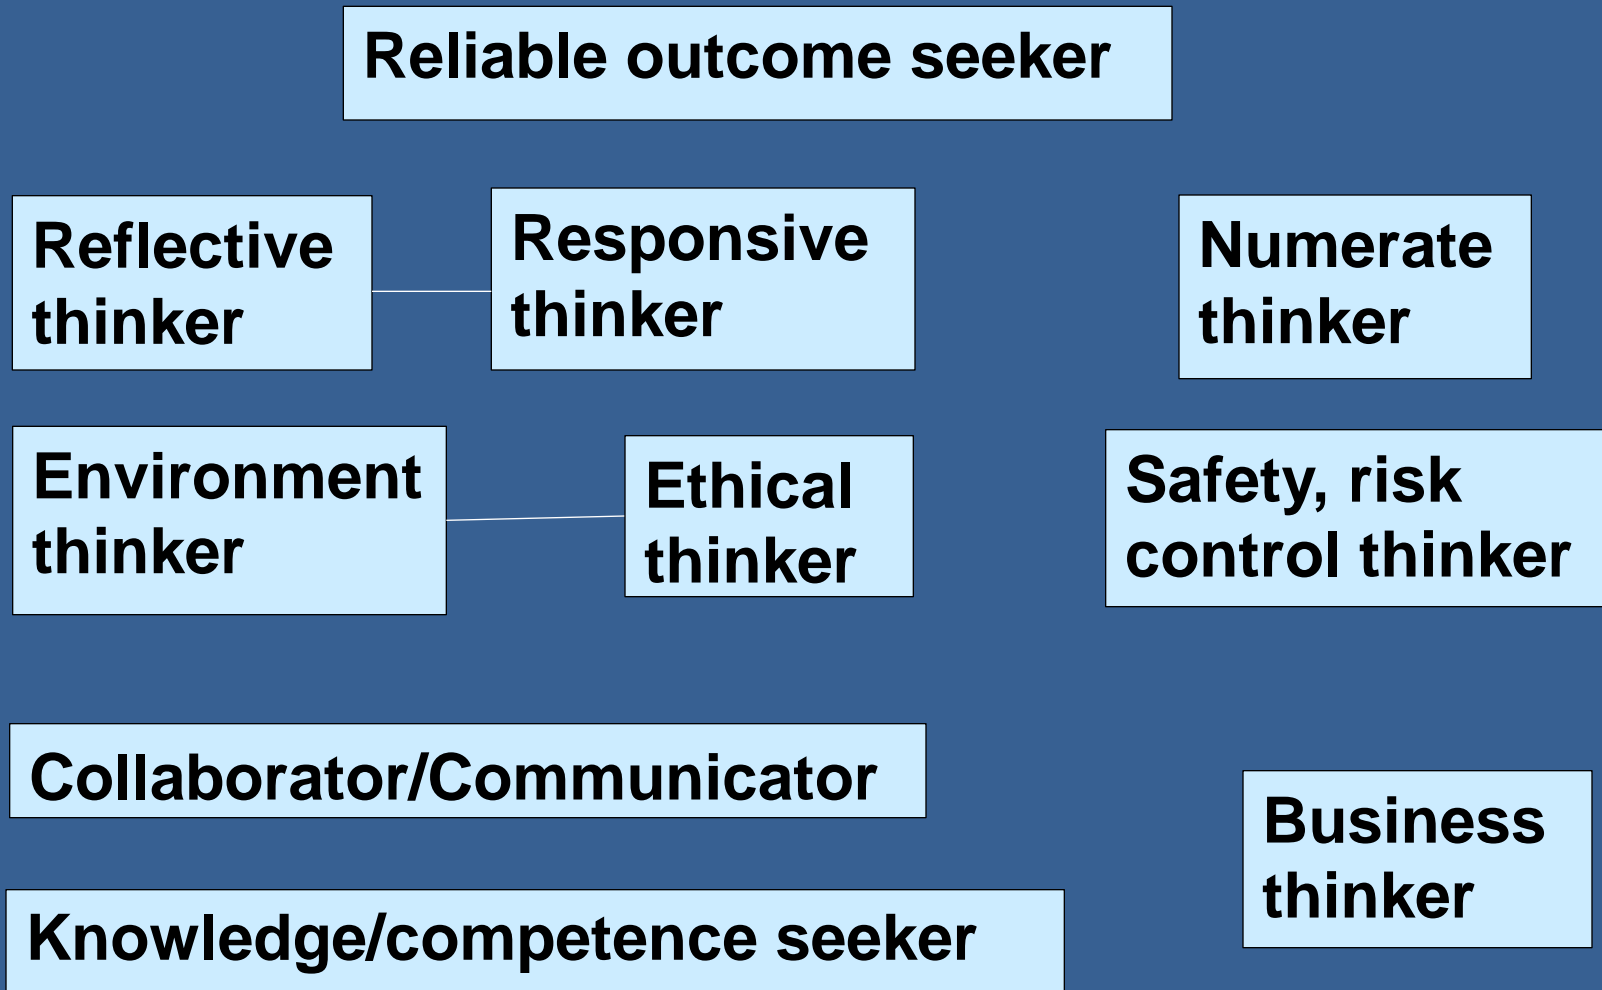 Reliable outcome seeker
Reflective
thinker
Responsive
thinker
Numerate
thinker
Environment
thinker
Ethical
thinker
Safety, risk
control thinker
Collaborator/Communicator
Business
thinker
Knowledge/competence seeker